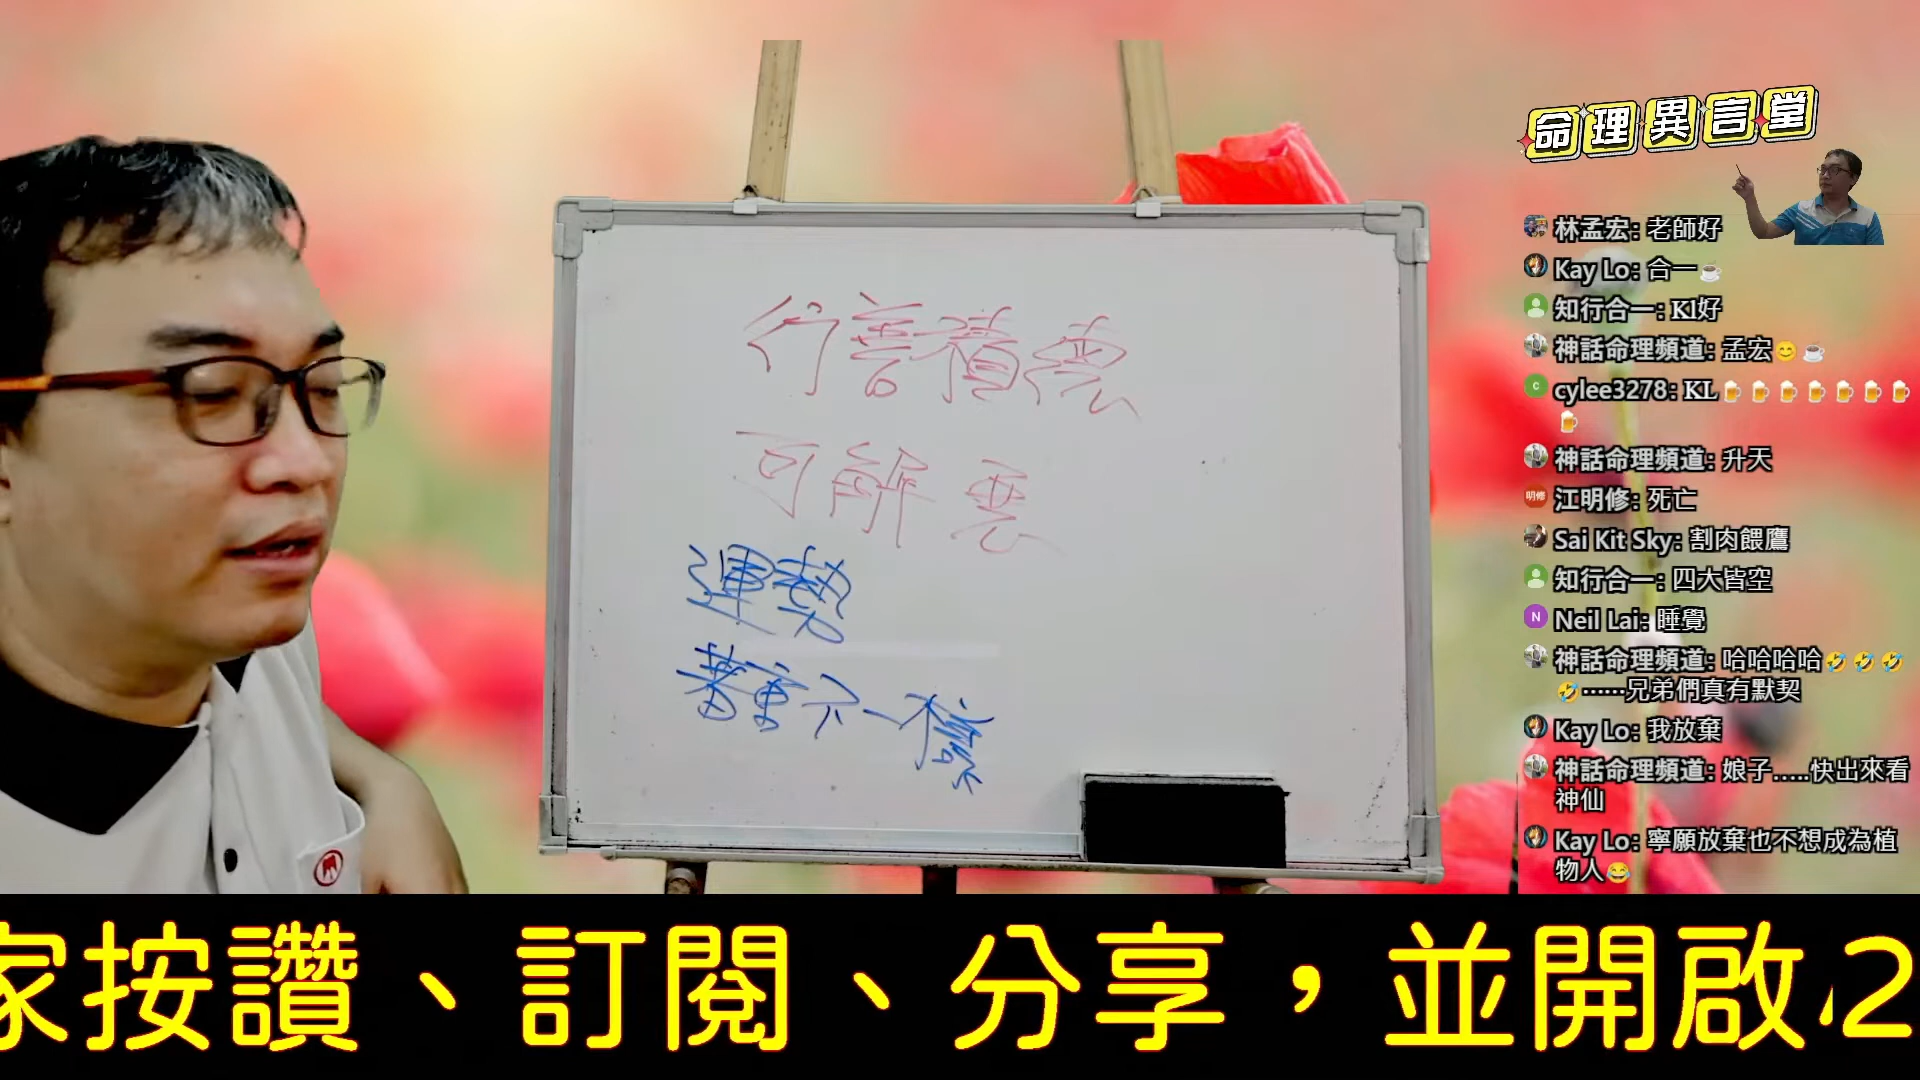 命理異言堂
行善積德
可解惡
運勢
著重不一樣
林孟宏: 老師好
Kay Lo: 合一☕
知行合一: Kl好
神話命理頻道: 孟宏😊☕
cylee3278: KL🍺🍺🍺🍺🍺🍺🍺
🍺
神話命理頻道: 升天
明修
江明修: 死亡
Sai Kit Sky: 割肉餵鷹
知行合一: 四大皆空
Neil Lai: 睡覺
神話命理頻道: 哈哈哈哈🤣🤣🤣
🤣⋯⋯兄弟們真有默契
Kay Lo: 我放棄
神話命理頻道: 娘子.....快出來看
神仙
Kay Lo: 寧願放棄也不想成為植
物人😂
家按讚、訂閱、分享，並開啟